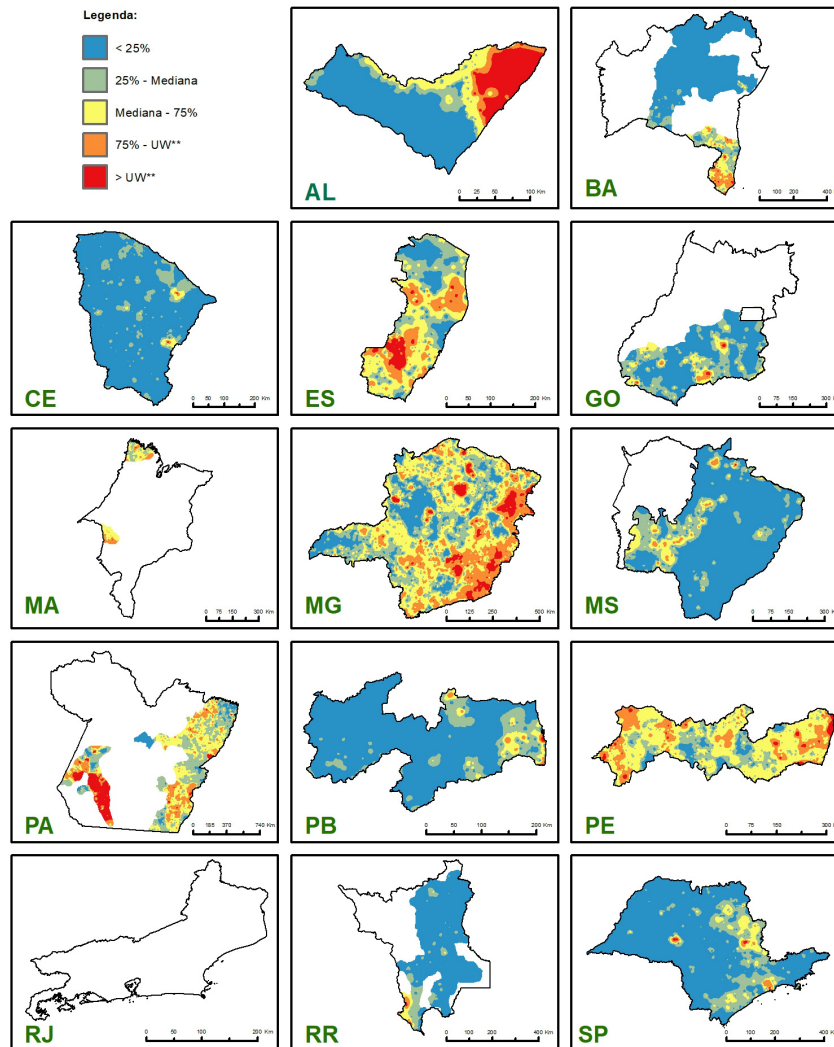 Legenda:
< 25%
25% - Mediana
Mediana - 75%
75% - UW**
> UW**
AL
0 25 50 100 Km
BA
0 100 200 400
CE
0 50 100 200 Km
ES
0 50 100 200 Km
GO
0 75 150 300
MA
0 75 150 300 Km
MG
0 125 250 500 Km
MS
0 75 150 300
PA
0 185 370 740 Km
PB
0 50 100 200 Km
PE
0 75 150 300
RJ
0 50 100 200 Km
RR
0 100 200 400 Km
SP
0 100 200 400